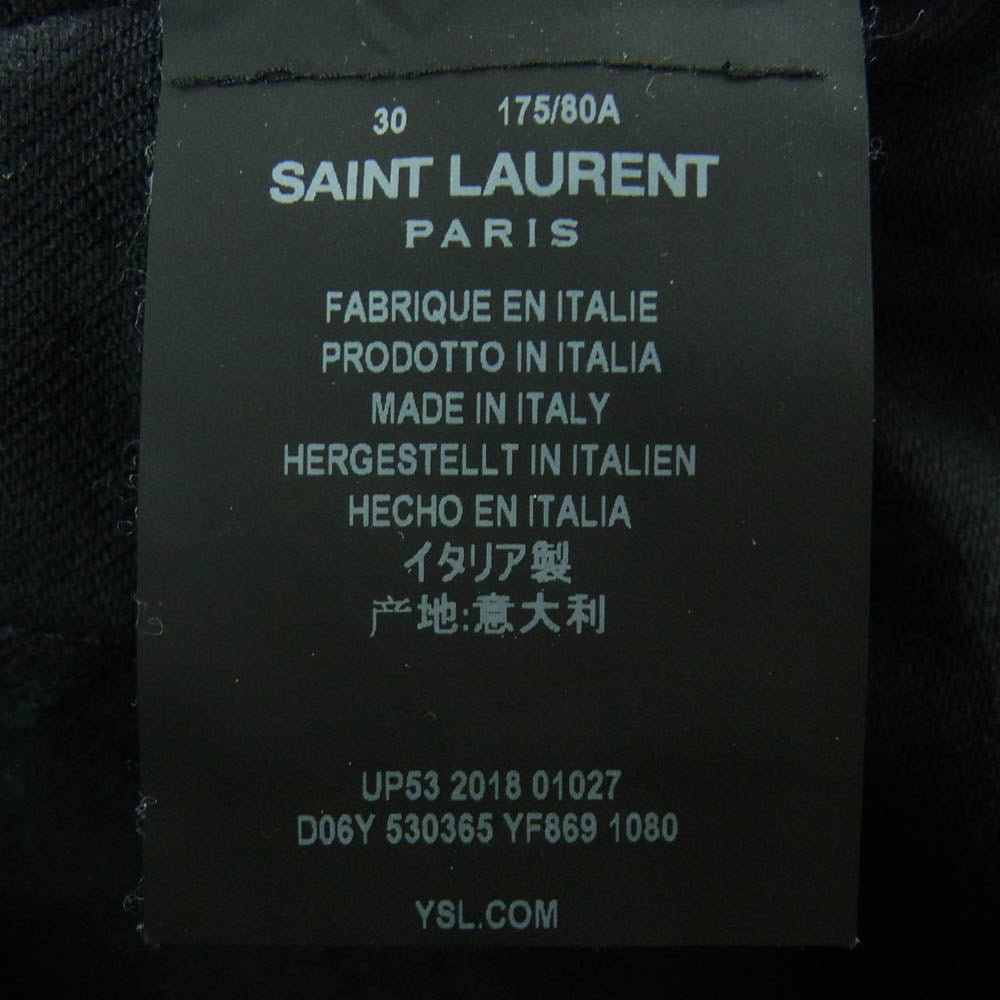 30 175/80A
SAINT LAURENT
PARIS
FABRIQUE EN ITALIE
PRODOTTO IN ITALIA
MADE IN ITALY
HERGESTELLT IN ITALIEN
HECHO EN ITALIA
イタリア製
产地:意大利
UP53 2018 01027
D06Y 530365 YF869 1080
YSL.COM